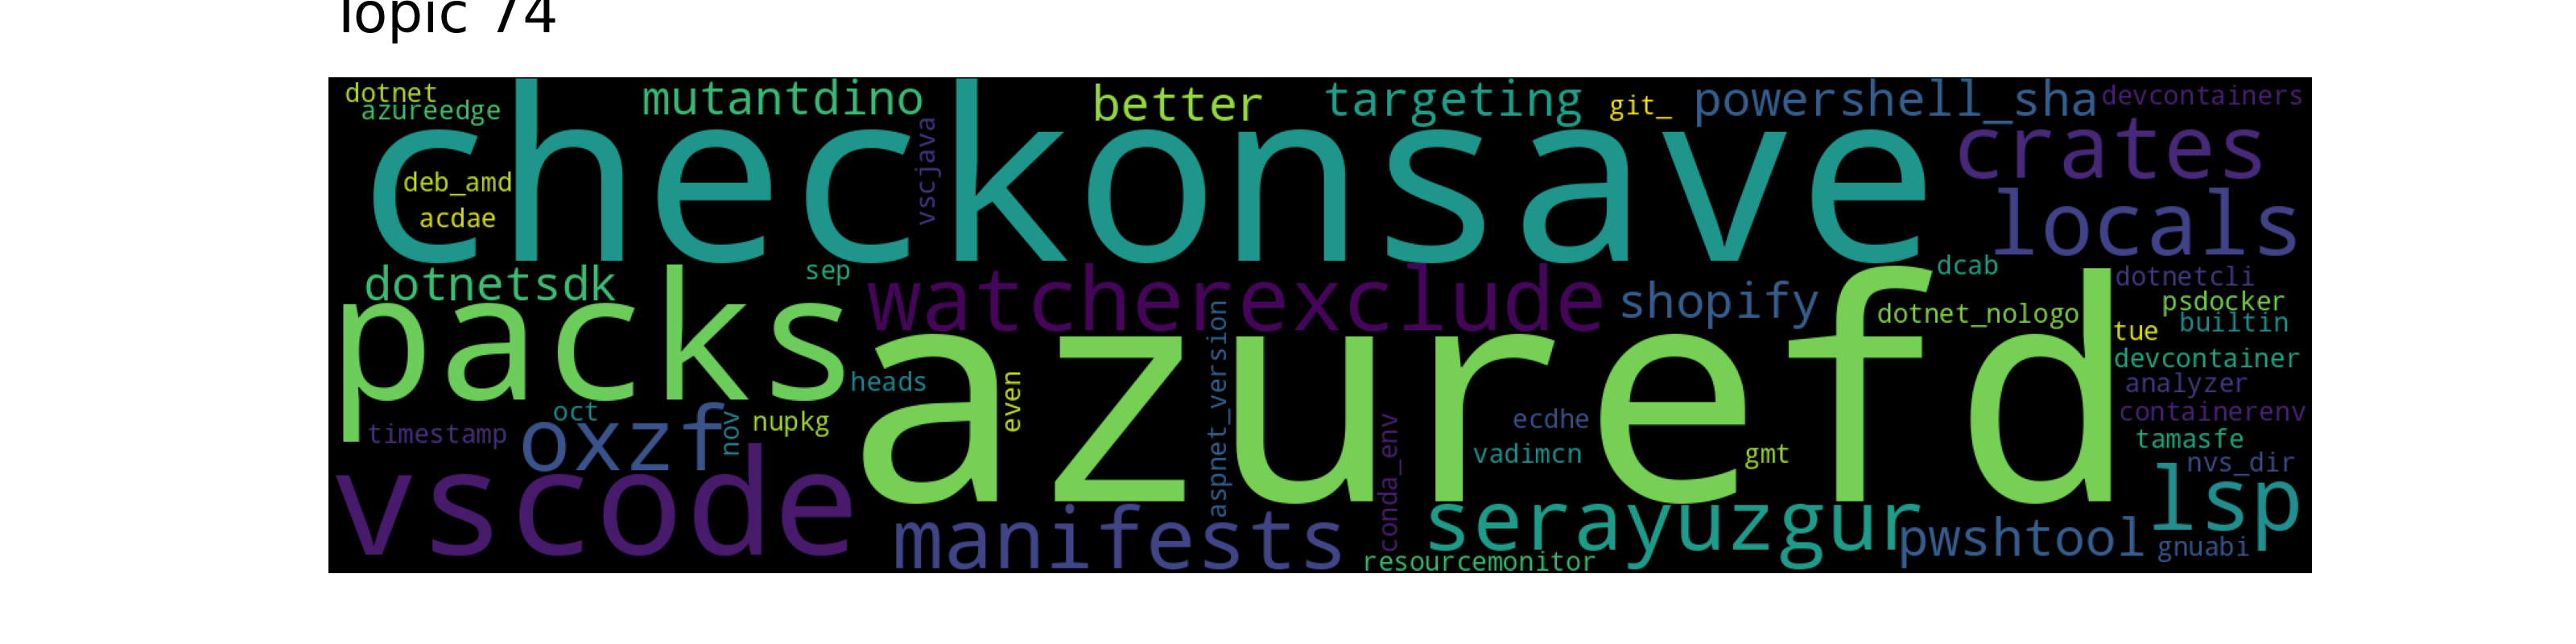 Topic 74
dotnet mutantdino better targeting git_ powershell_sha devcontainers
azureedge
checkonsave
vscjava
crates
deb_amd
acdae
locals
dotnetsdk
sep
watcherexclude
shopify
dcab
dotnetcli
dotnet_nologo
psdocker
builtin
tue
packs
azurefd
heads
even
aspnet_version
devcontainer
analyzer
containerenv
oct
timestamp
oxzf
nov
nupkg
ecdhe
vadimcn
conda_env
gmt
tamasfe
nvs_dir
vscode
manifests
serayuzgur
pwshtool
lsp
gnuabi
resourcemonitor